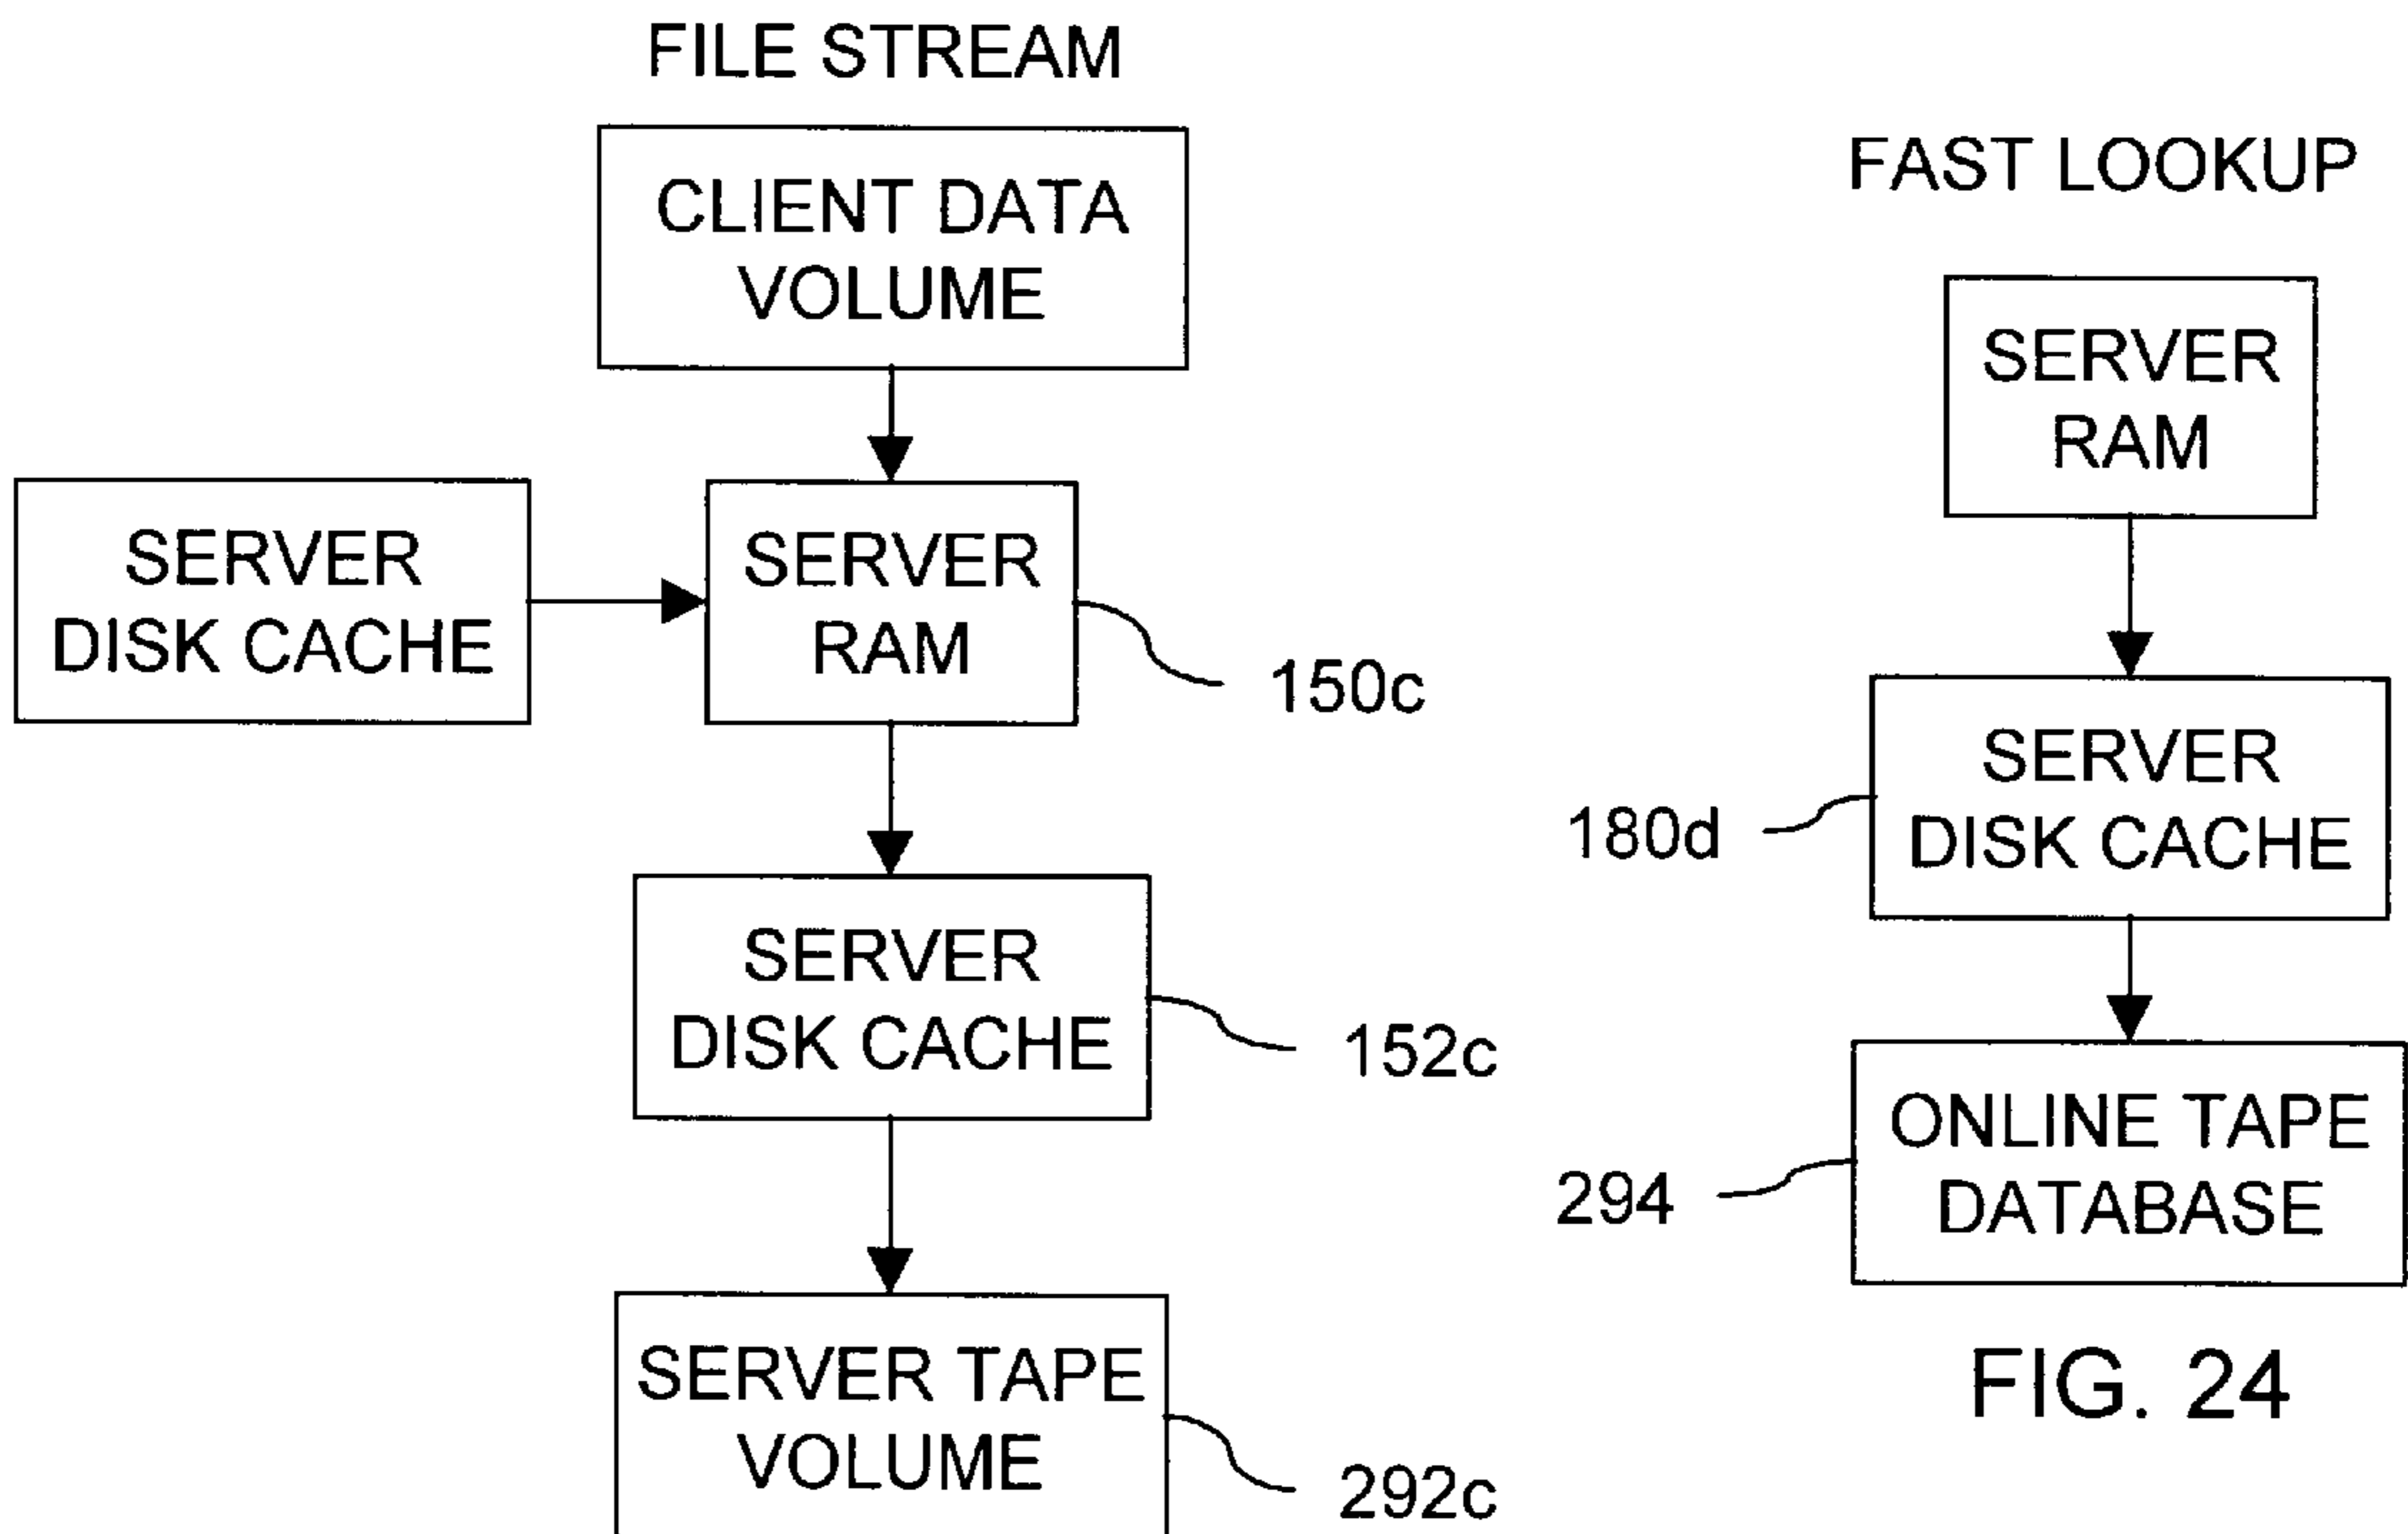 FILE STREAM
CLIENT DATA
VOLUME
SERVER
DISK CACHE
SERVER
RAM
150c
SERVER
DISK CACHE
152c
SERVER TAPE
VOLUME
292c
FAST LOOKUP
SERVER
RAM
SERVER
DISK CACHE
180d
ONLINE TAPE
DATABASE
294
FIG. 24